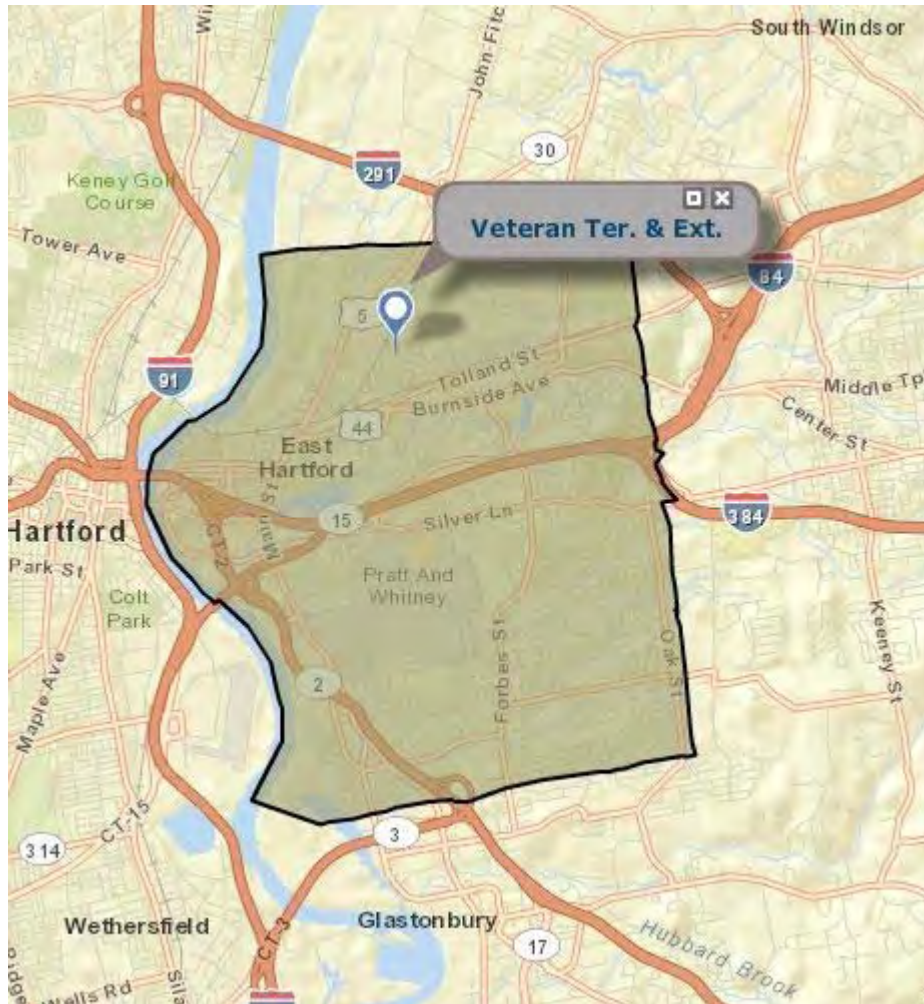 South Windsor
John Fitc
30
291
Keney Golf
Course
Tower Ave
Veteran Ter. & Ext.
84
5
91
Tolland St
Burnside Ave
Middle Tp
Center St
44
East
Hartford
15
Silver Ln
384
Hartford
CT-2
Main St
Park St
Pratt And
Whitney
Colt
Park
Keeney St
Oak St
Forbes St
Maple Ave
2
CT-15
3
314
Wethersfield
Glastonbury
CT-3
17
Hubbard Brook
Wells Rd